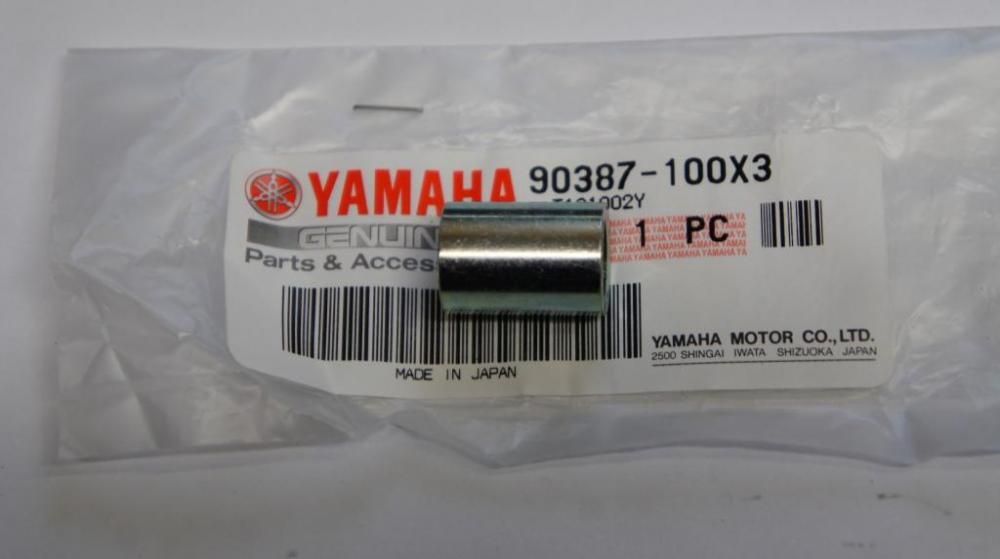 YAMAHA 90387-100X3
GENUIN
1 PC
Parts & Acces
YAMAHA MOTOR CO.,LTD.
2500 SHINGAI IWATA SHIZUOKA JAPAN
MADE IN JAPAN